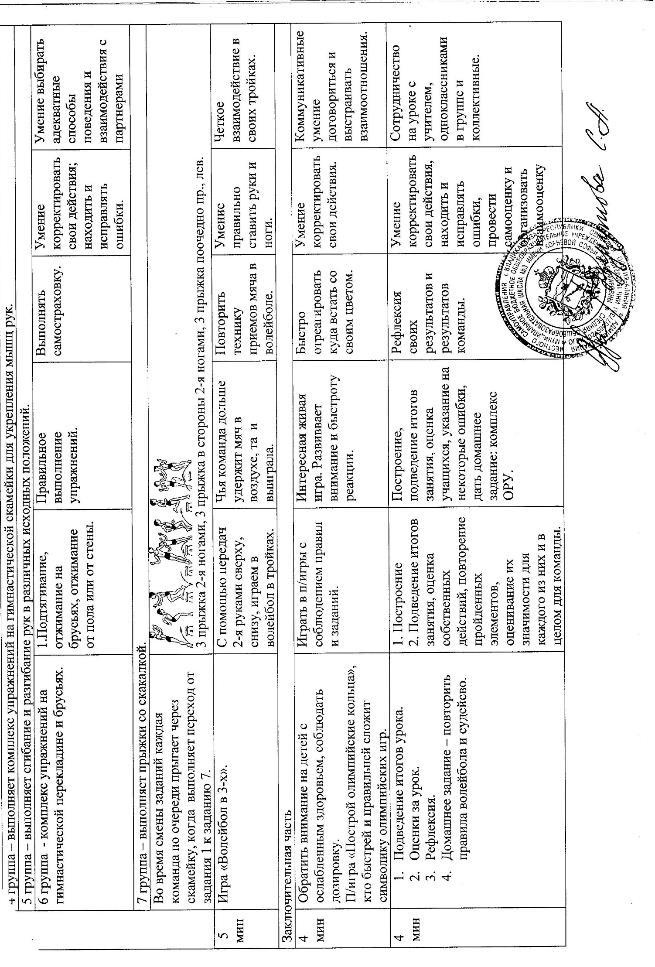 4 группа – выполняет комплекс упражнений на гимнастической скамейки для укрепления мышц рук.
5 группа – выполняет сгибание и разгибание рук в различных исходных положений.
6 группа - комплекс упражнений на
гимнастической перекладине и брусьях.
1.Подтягивание,
отжимание на
брусьях, отжимание
от пола или от стены.
Правильное
выполнение
упражнений.
Выполнять
самостраховку.
Умение
корректировать
свои действия;
находить и
исправлять
ошибки.
Умение выбирать
адекватные
способы
поведения и
взаимодействия с
партнерами
7 группа – выполняет прыжки со скакалкой.
Во время смены заданий каждая
команда по очереди прыгает через
скамейку, когда выполняет переход от
задания 1 к заданию 7.
3 прыжка 2-я ногами, 3 прыжка в стороны 2-я ногами, 3 прыжка поочедно пр., лев.
5
мин
Игра «Волейбол в 3-х».
С помощью передач
2-я руками сверху,
снизу, играем в
волейбол в тройках.
Чья команда дольше
удержит мяч в
воздухе, та и
выиграла.
Повторить
технику
приемов мяча в
волейболе.
Умение
правильно
ставить руки и
ноги.
Четкое
взаимодействие в
своих тройках.
Заключительная часть
4
мин
Обратить внимание на детей с
ослабленным здоровьем, соблюдать
дозировку.
П/игра «Построй олимпийские кольца»,
кто быстрей и правильней сложит
символику олимпийских игр.
Играть в п/игры с
соблюдением правил
и заданий.
Интересная живая
игра. Развивает
внимание и быстроту
реакции.
Быстро
отреагировать
куда встать со
своим цветом.
Умение
корректировать
свои действия.
Коммуникативные
умение
договориться и
выстраивать
взаимоотношения.
4
мин
1. Подведение итогов урока.
2. Оценки за урок.
3. Рефлексия.
4. Домашнее задание – повторить
правила волейбола и судейсво.
1. Построение
2. Подведение итогов
занятия, оценка
собственных
действий, повторение
пройденных
элементов,
оценивание их
значимости для
каждого из них и в
целом для команды.
Построение,
подведение итогов
занятия, оценка
учащихся, указание на
некоторые ошибки,
дать домашнее
задание: комплекс
ОРУ.
Рефлексия
своих
результатов и
результатов
команды.
Умение
корректировать
свои действия,
находить и
исправлять
ошибки,
провести
самооценку и
организовать
взаимооценку
Сотрудничество
на уроке с
учителем,
одноклассниками
в группе и
коллективные.